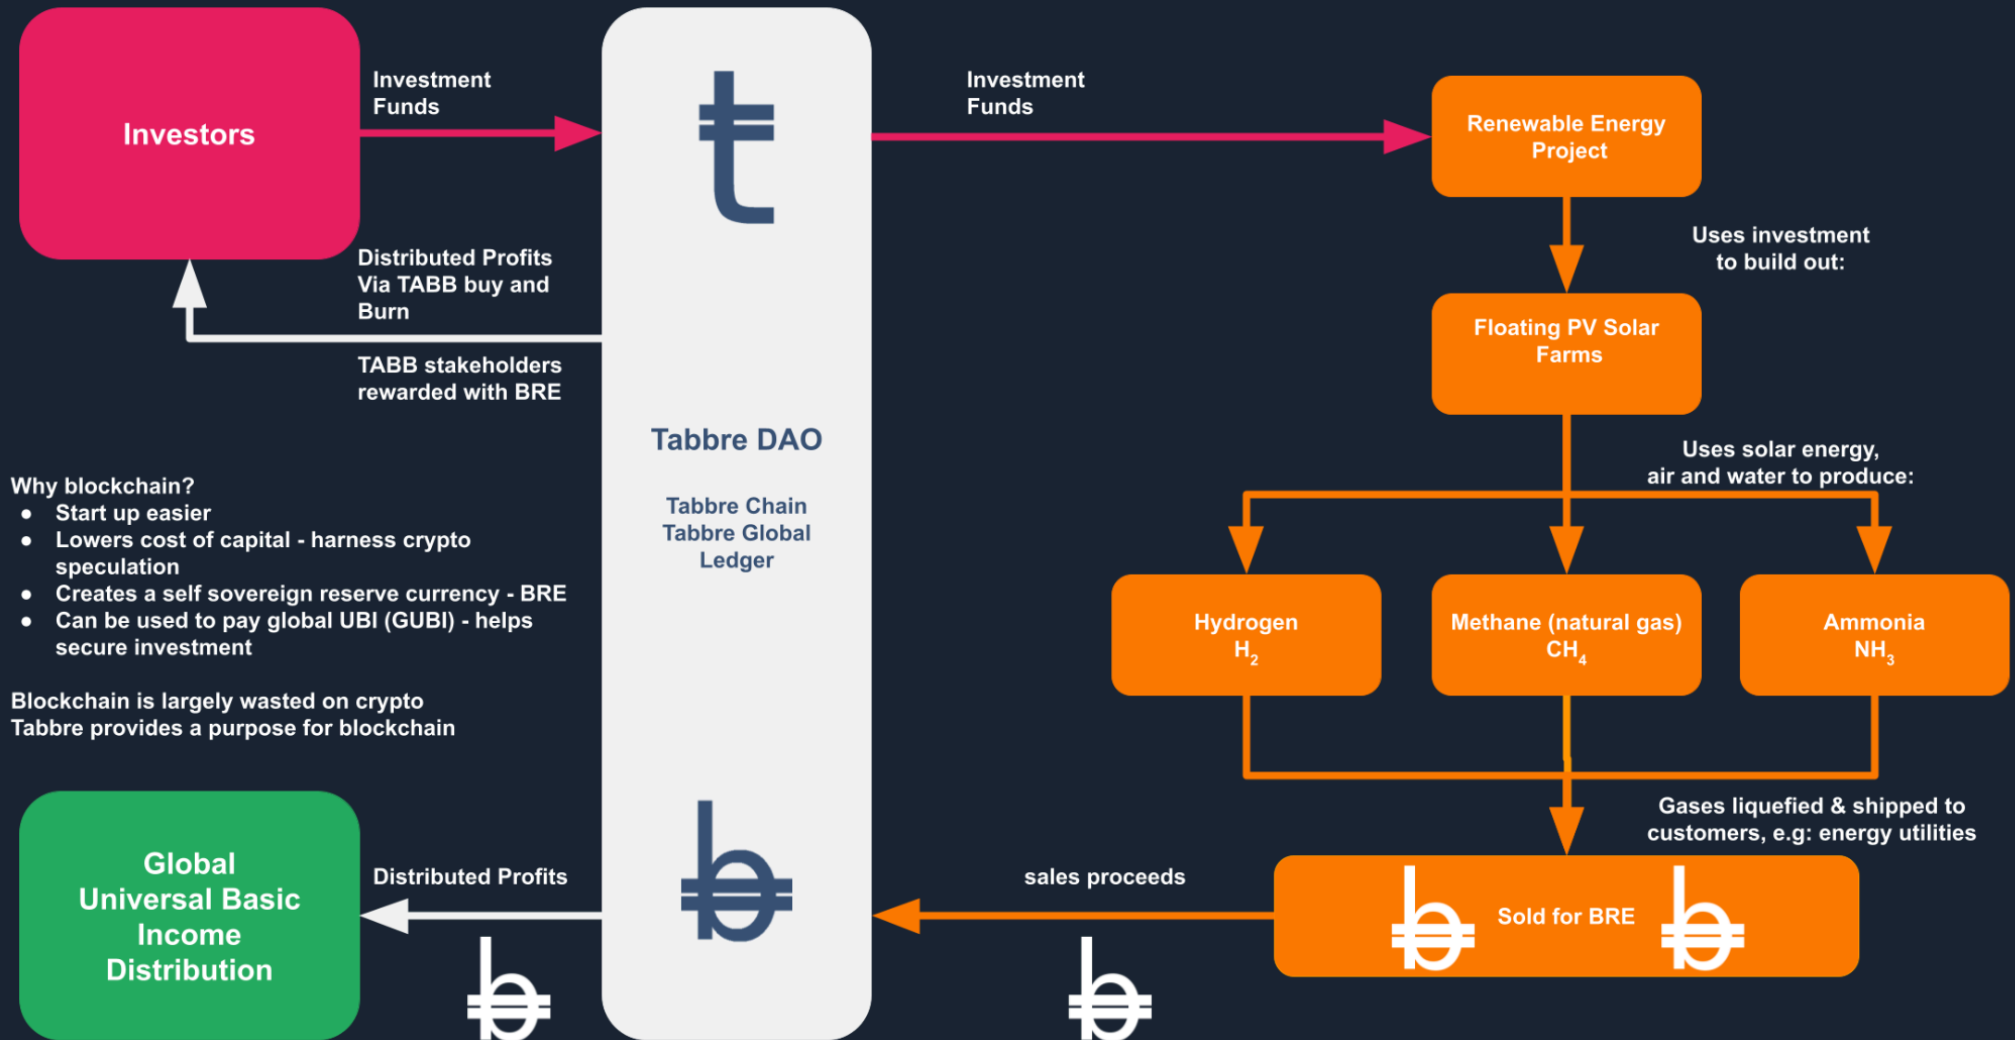 Investors
Investment
Funds
Distributed Profits
Via TABB buy and
Burn
TABB stakeholders
rewarded with BRE
Why blockchain?
● Start up easier
● Lowers cost of capital - harness crypto
speculation
● Creates a self sovereign reserve currency - BRE
● Can be used to pay global UBI (GUBI) - helps
secure investment
Blockchain is largely wasted on crypto
Tabbre provides a purpose for blockchain
Global
Universal Basic
Income
Distribution
Distributed Profits
Tabbre DAO
Tabbre Chain
Tabbre Global
Ledger
Investment
Funds
Renewable Energy
Project
Uses investment
to build out:
Floating PV Solar
Farms
Uses solar energy,
air and water to produce:
Hydrogen
H₂
Methane (natural gas)
CH₄
Ammonia
NH₃
Gases liquefied & shipped to
customers, e.g: energy utilities
Sold for BRE
sales proceeds